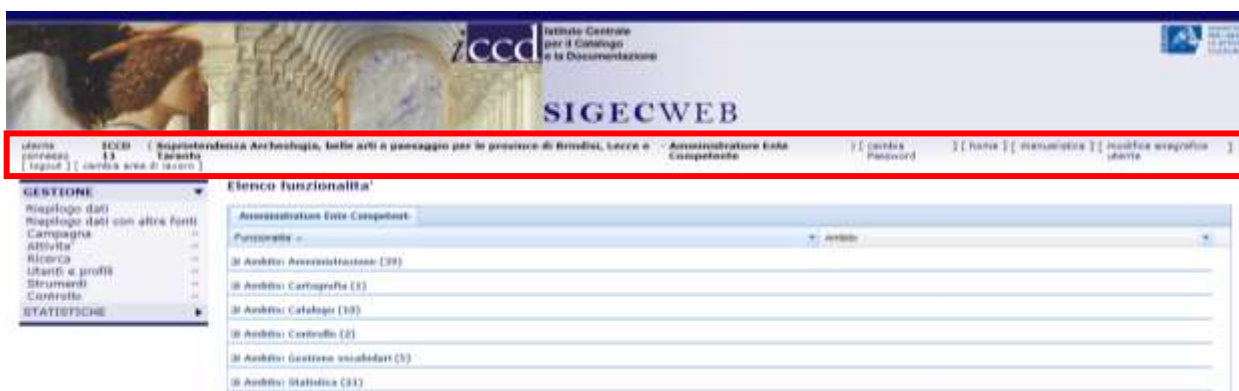 iccd
Istituto Centrale
per il Catalogo
e la Documentazione
SIGECWEB
utente connesso ICCD 11 ( Soprintendenza Archeologia, belle arti e paesaggio per le province di Brindisi, Lecce e Taranto - Amministratore Ente Competente ) [ cambia Password ] [ home ] [ manualistica ] [ modifica anagrafica utente ]
[ logout ] [ cambia area di lavoro ]
GESTIONE
Riepilogo dati
Riepilogo dati con altre fonti
Campagna
Attivita'
Ricerca
Utenti e profili
Strumenti
Controllo
STATISTICHE
Elenco funzionalita'
Amministratore Ente Competent
Funzionalita
Ambito
Ambito: Amministrazione (39)
Ambito: Cartografia (1)
Ambito: Catalogo (10)
Ambito: Controllo (2)
Ambito: Gestione vocabolari (5)
Ambito: Statistica (21)